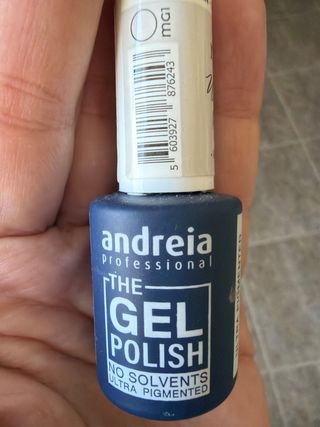 MG1
5 603927 876243
andreia
professional
THE
GEL
POLISH
NO SOLVENTS
ULTRA PIGMENTED